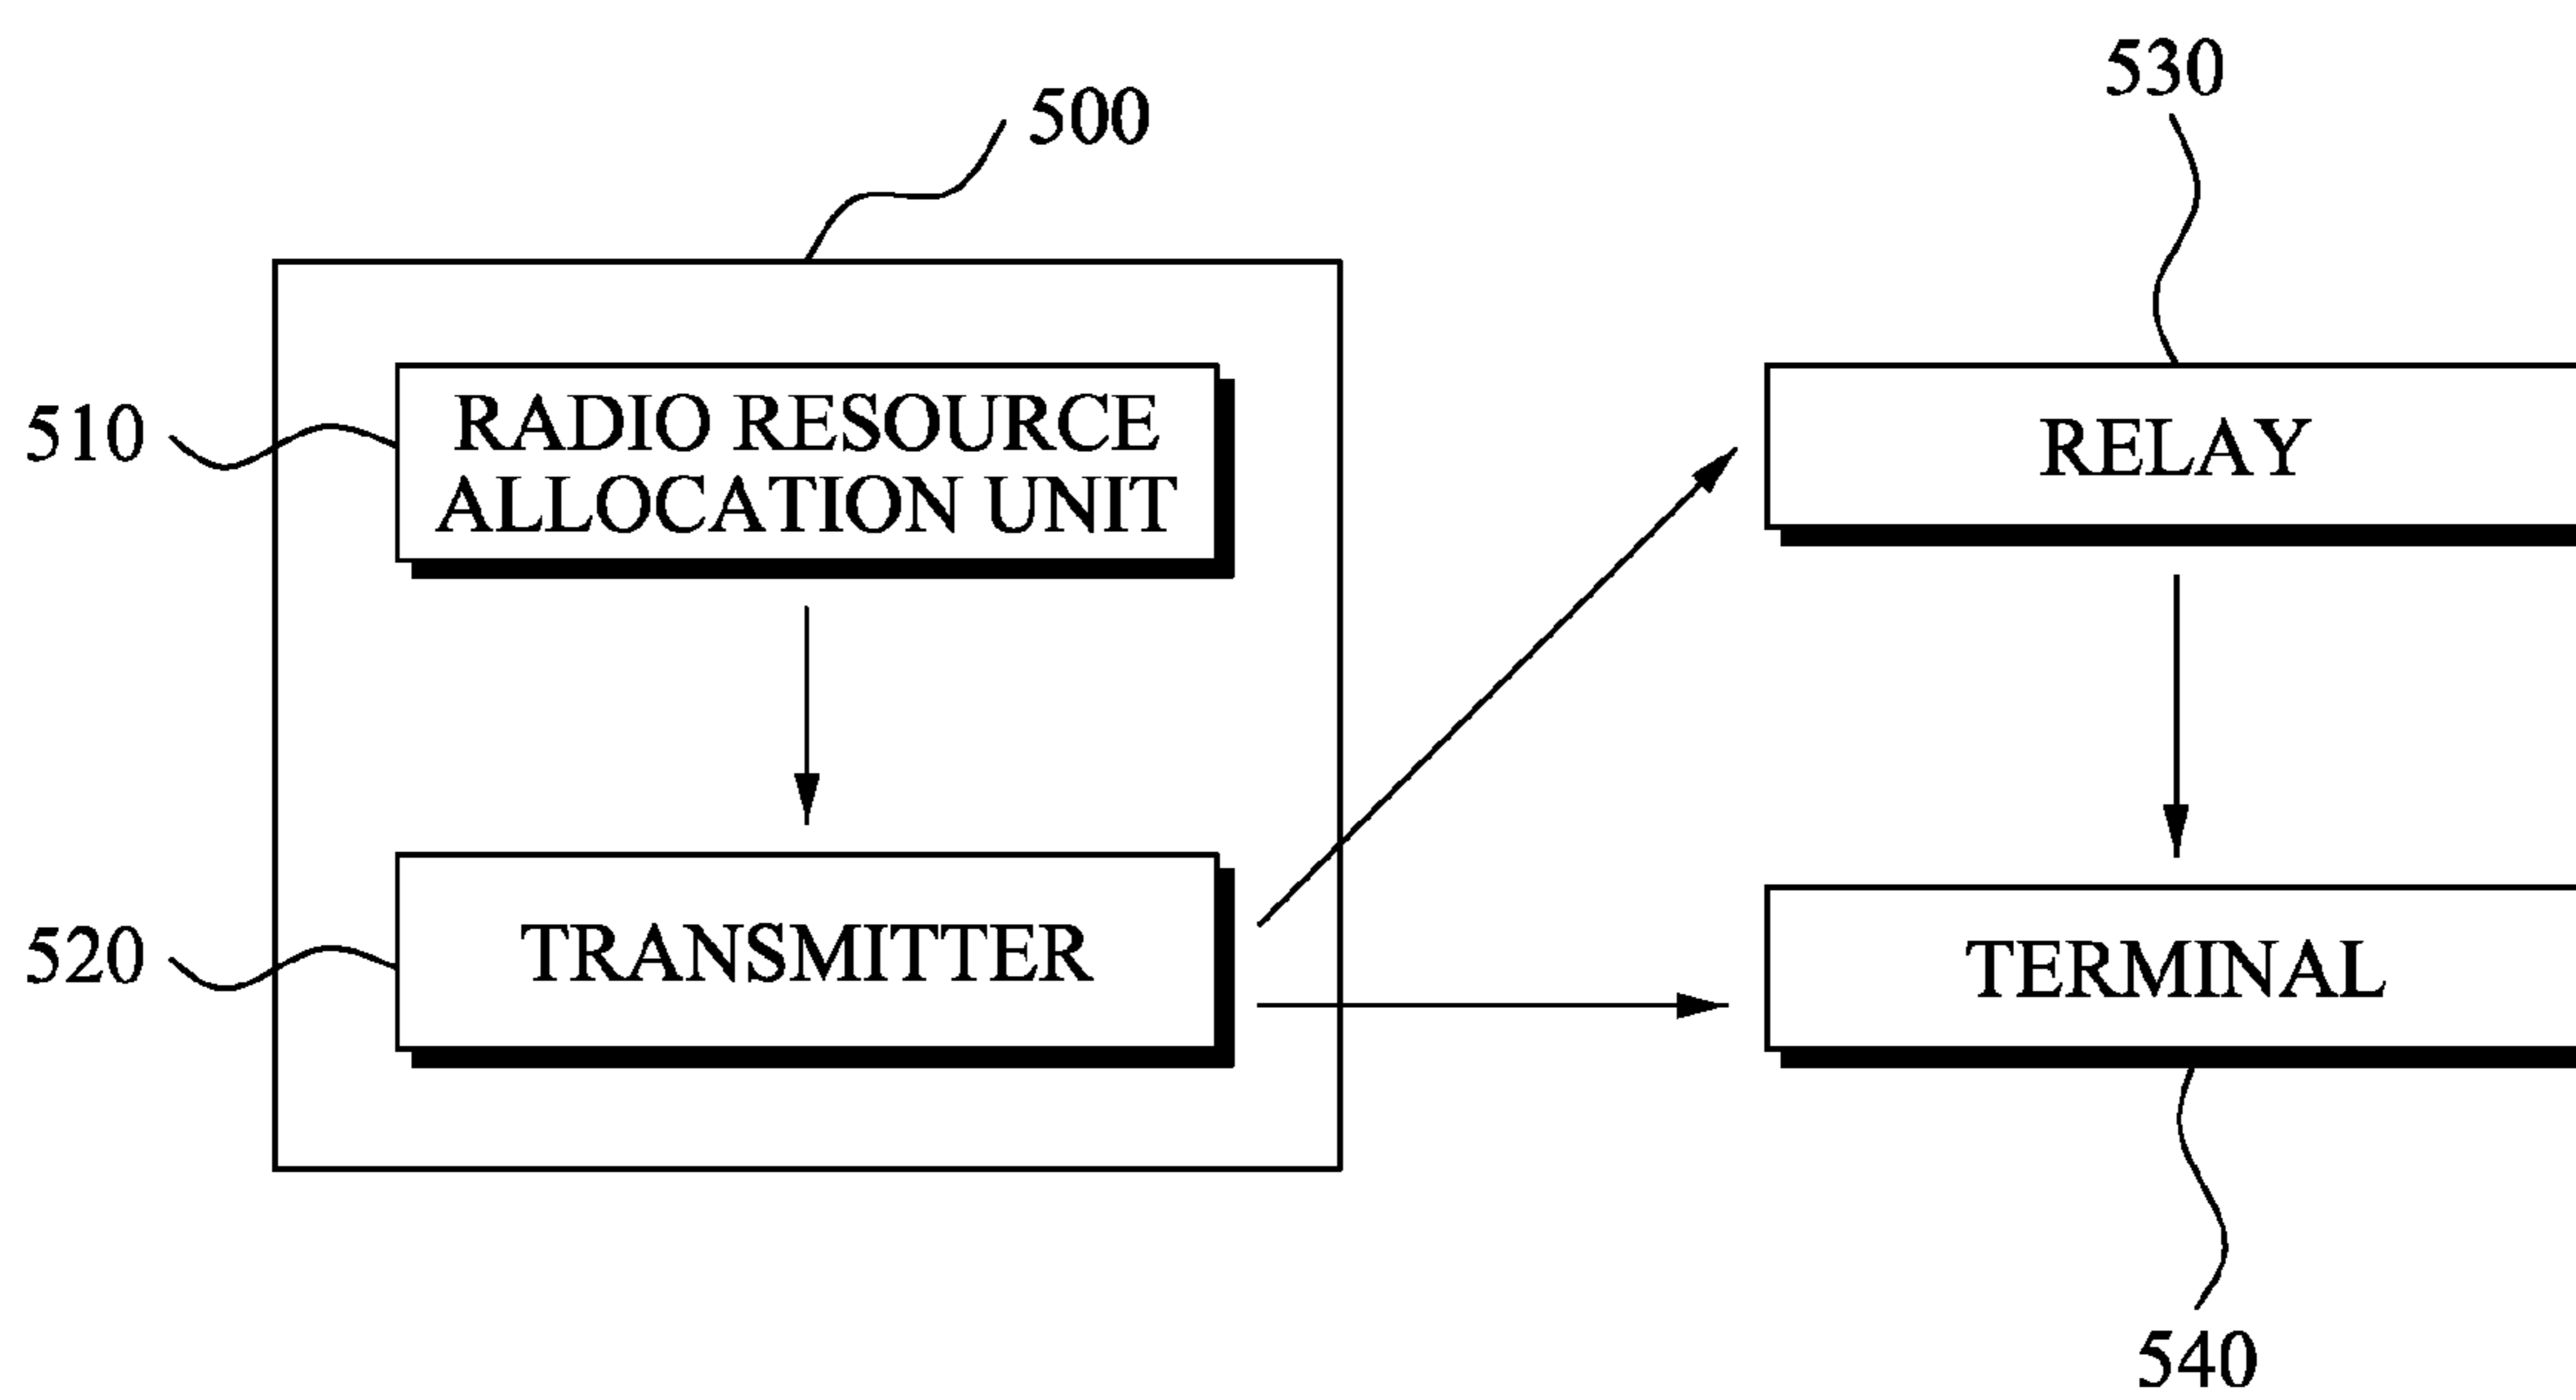 530
500
510
RADIO RESOURCE
ALLOCATION UNIT
RELAY
520
TRANSMITTER
TERMINAL
540